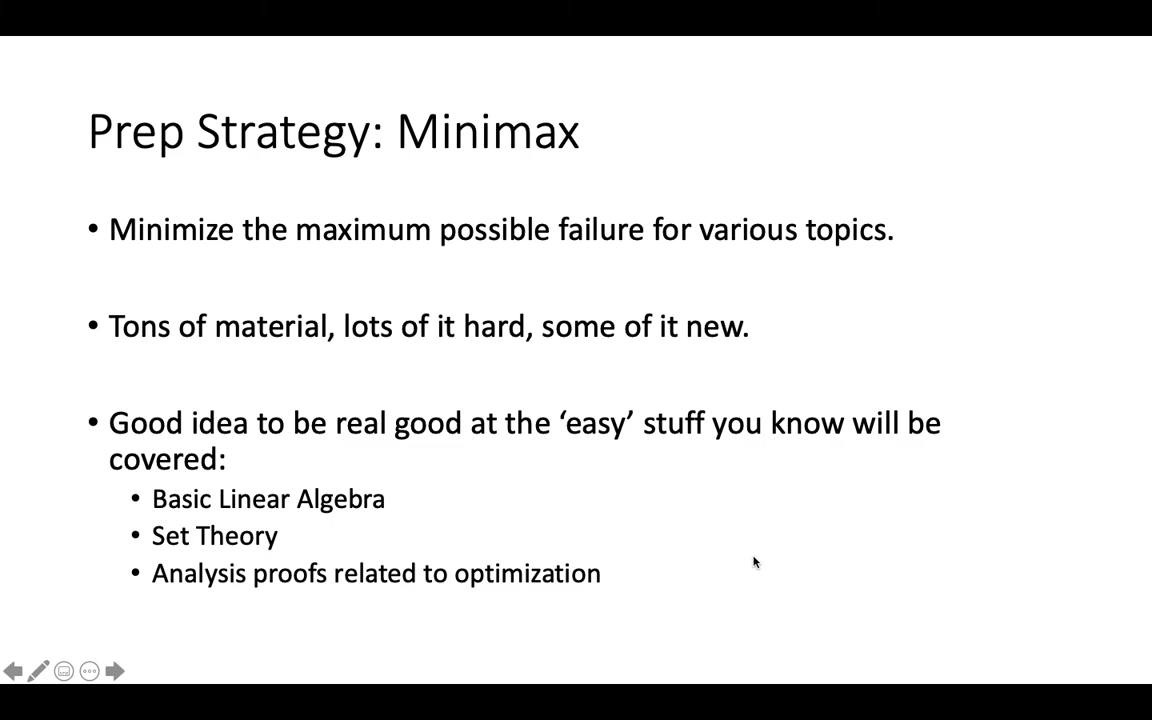 Prep Strategy: Minimax
• Minimize the maximum possible failure for various topics.
• Tons of material, lots of it hard, some of it new.
• Good idea to be real good at the ‘easy’ stuff you know will be
covered:
• Basic Linear Algebra
• Set Theory
• Analysis proofs related to optimization